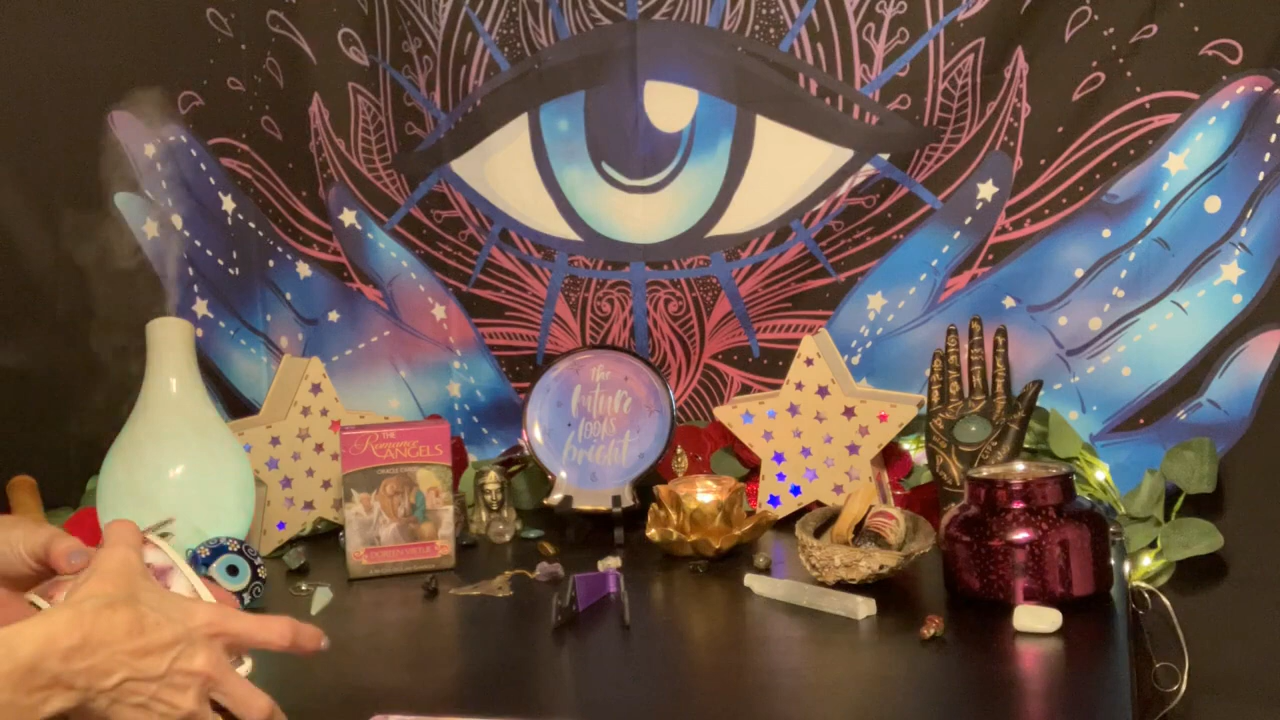 the
future
looks
bright
THE
Romance
ANGELS
ORACLE CARDS
DOREEN VIRTUE